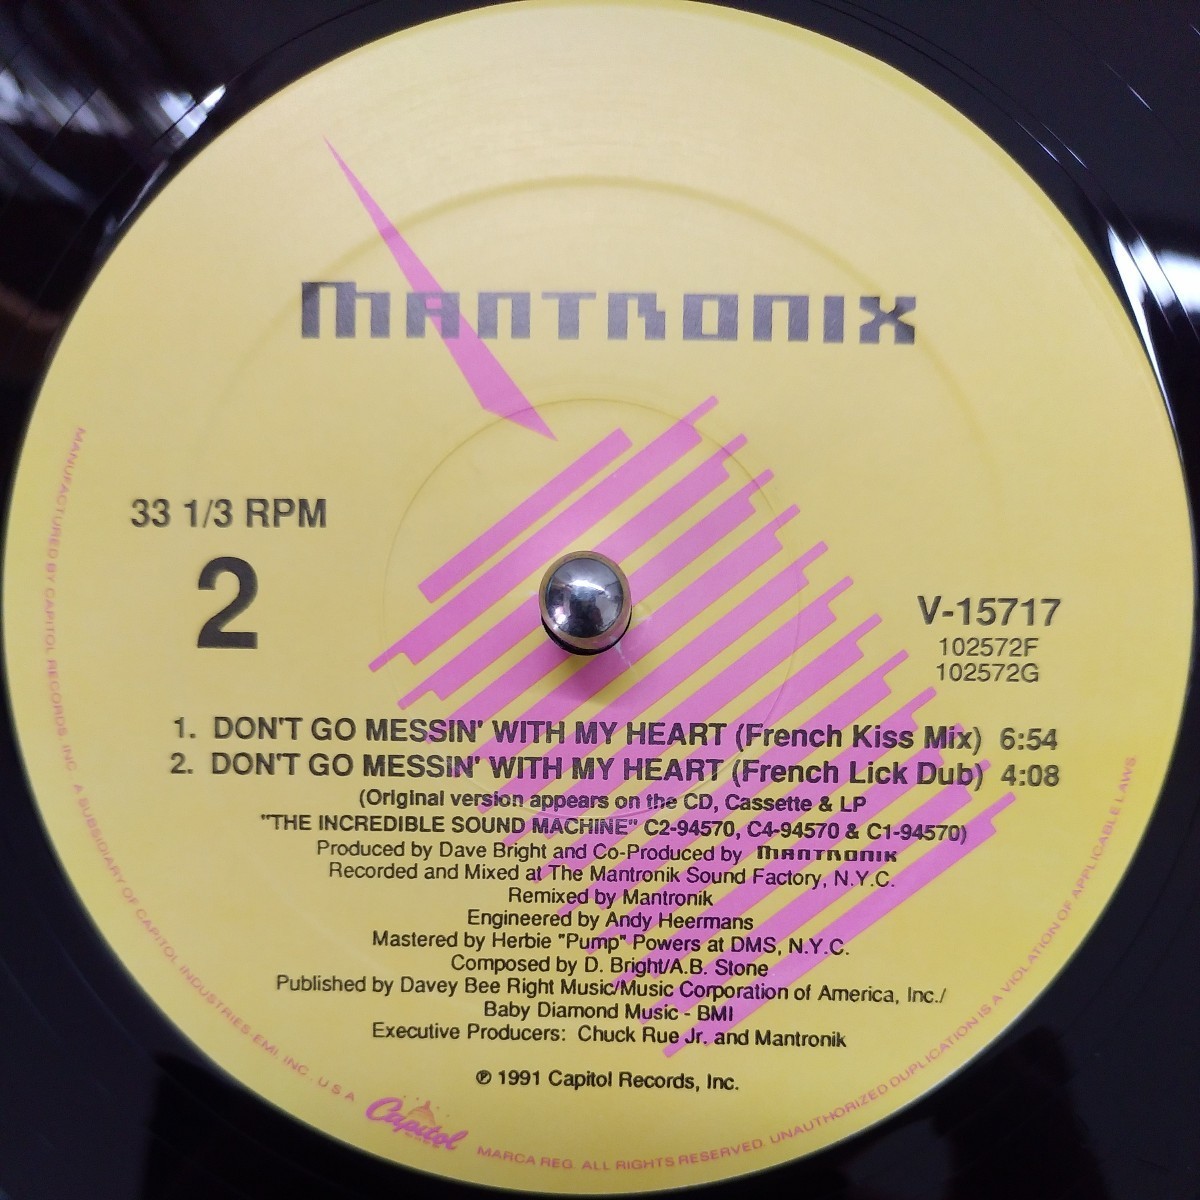 MANTRONIX
33 1/3 RPM
2
V-15717
102572F
102572G
1. DON'T GO MESSIN' WITH MY HEART (French Kiss Mix) 6:54
2. DON'T GO MESSIN' WITH MY HEART (French Lick Dub) 4:08
(Original version appears on the CD, Cassette & LP
"THE INCREDIBLE SOUND MACHINE" C2-94570, C4-94570 & C1-94570)
Produced by Dave Bright and Co-Produced by MANTRONIK
Recorded and Mixed at The Mantronik Sound Factory, N.Y.C.
Remixed by Mantronik
Engineered by Andy Heermans
Mastered by Herbie "Pump" Powers at DMS, N.Y.C.
Composed by D. Bright/A.B. Stone
Published by Davey Bee Right Music/Music Corporation of America, Inc./
Baby Diamond Music - BMI
Executive Producers: Chuck Rue Jr. and Mantronik
℗ 1991 Capitol Records, Inc.
MANUFACTURED BY CAPITOL RECORDS, INC. A SUBSIDIARY OF CAPITOL INDUSTRIES-EMI, INC., U S A
Capitol
MARCA REG. ALL RIGHTS RESERVED. UNAUTHORIZED DUPLICATION IS A VIOLATION OF APPLICABLE LAWS